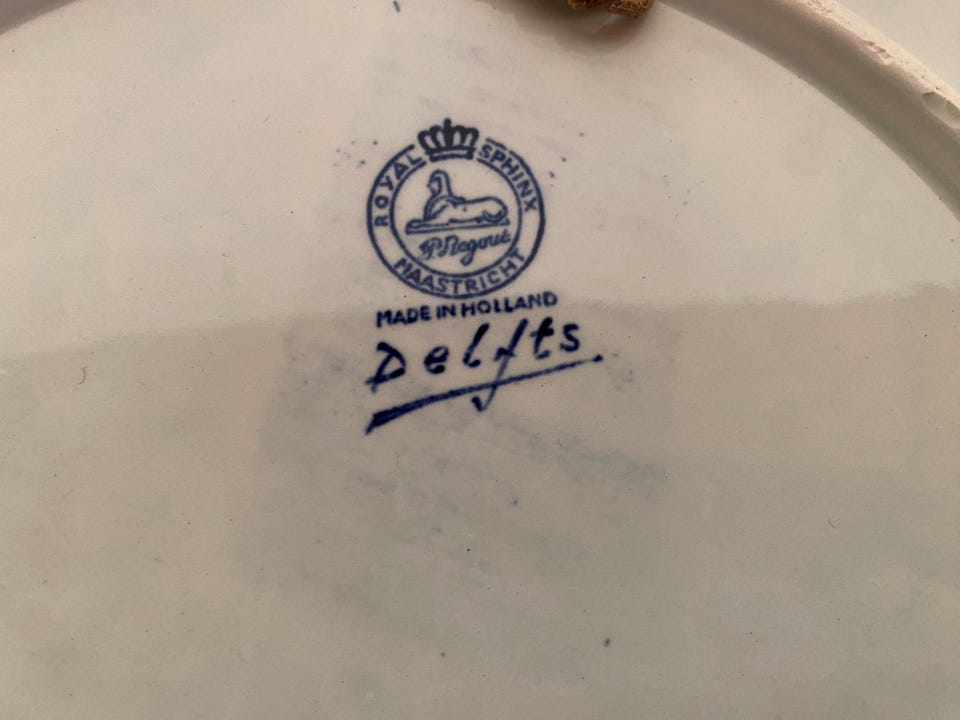 ROYAL SPHINX
P. Regout
MAASTRICHT
MADE IN HOLLAND
Delfts